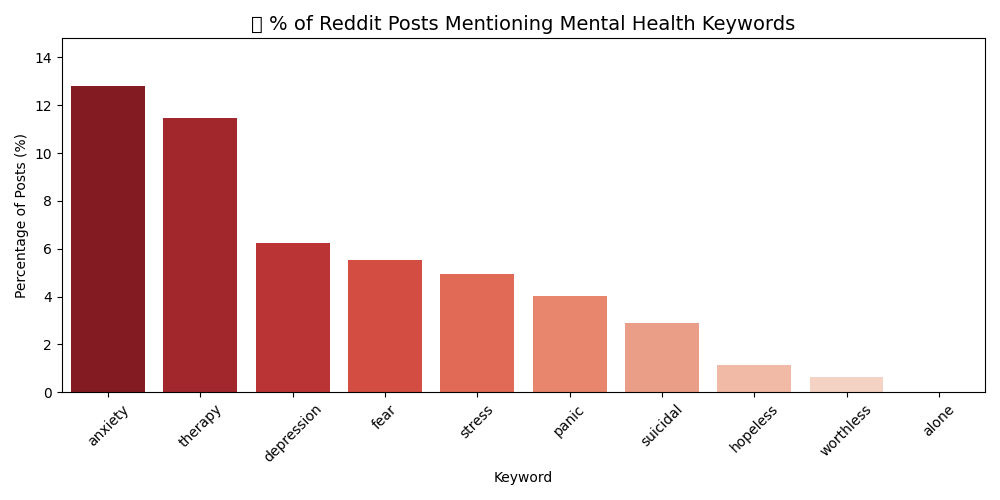 % of Reddit Posts Mentioning Mental Health Keywords
Percentage of Posts (%)
14
12
10
8
6
4
2
0
anxiety
therapy
depression
fear
stress
panic
suicidal
hopeless
worthless
alone
Keyword